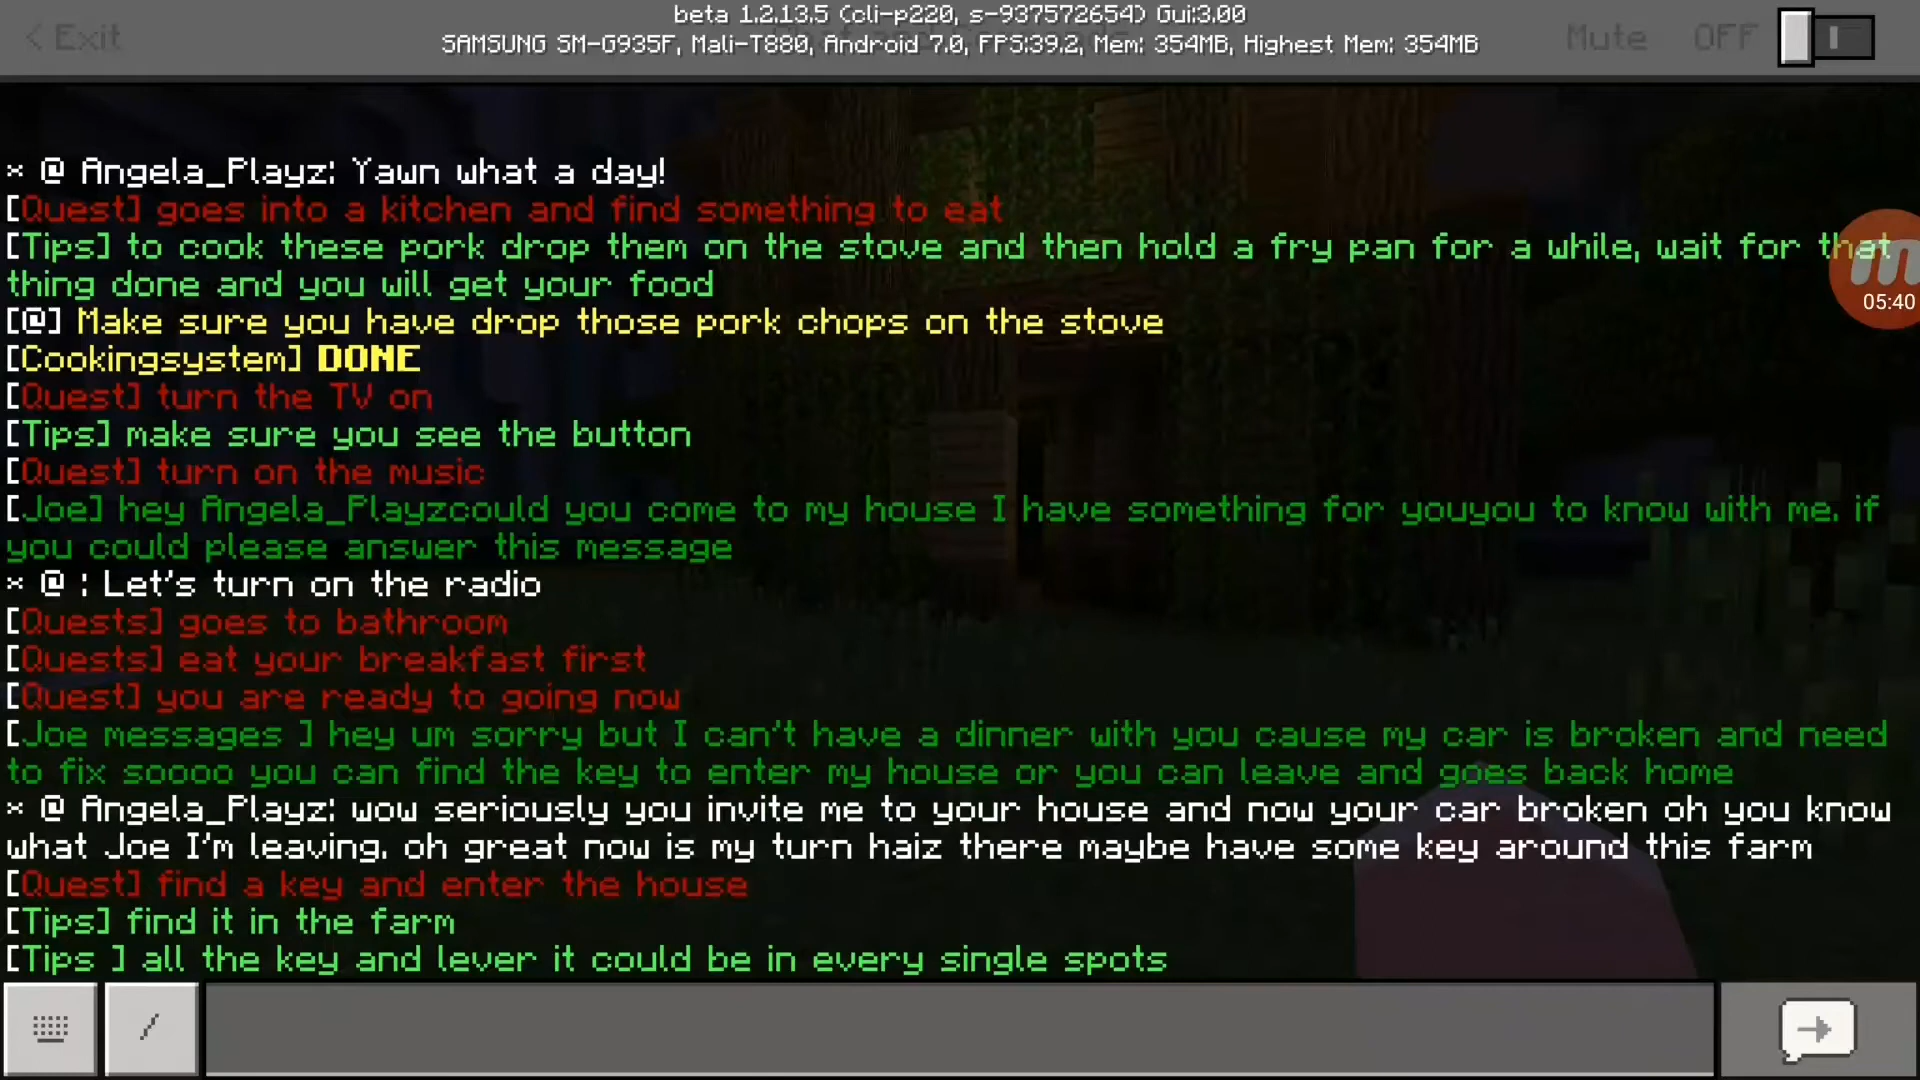 beta 1.2.13.5 (cli-p220, s-937572654) Gui:3.00
< Exit
SAMSUNG SM-G935F, Mali-T880, Android 7.0, FPS:39.2, Mem: 354MB, Highest Mem: 354MB
Mute OFF
× @ Angela_Playz: Yawn what a day!
[Quest] goes into a kitchen and find something to eat
[Tips] to cook these pork drop them on the stove and then hold a fry pan for a while, wait for that
thing done and you will get your food
05:40
[@] Make sure you have drop those pork chops on the stove
[Cookingsystem] DONE
[Quest] turn the TV on
[Tips] make sure you see the button
[Quest] turn on the music
[Joe] hey Angela_Playzcould you come to my house I have something for youyou to know with me. if
you could please answer this message
× @ : Let's turn on the radio
[Quests] goes to bathroom
[Quests] eat your breakfast first
[Quest] you are ready to going now
[Joe messages ] hey um sorry but I can't have a dinner with you cause my car is broken and need
to fix soooo you can find the key to enter my house or you can leave and goes back home
× @ Angela_Playz: wow seriously you invite me to your house and now your car broken oh you know
what Joe I'm leaving. oh great now is my turn haiz there maybe have some key around this farm
[Quest] find a key and enter the house
[Tips] find it in the farm
[Tips ] all the key and lever it could be in every single spots
/